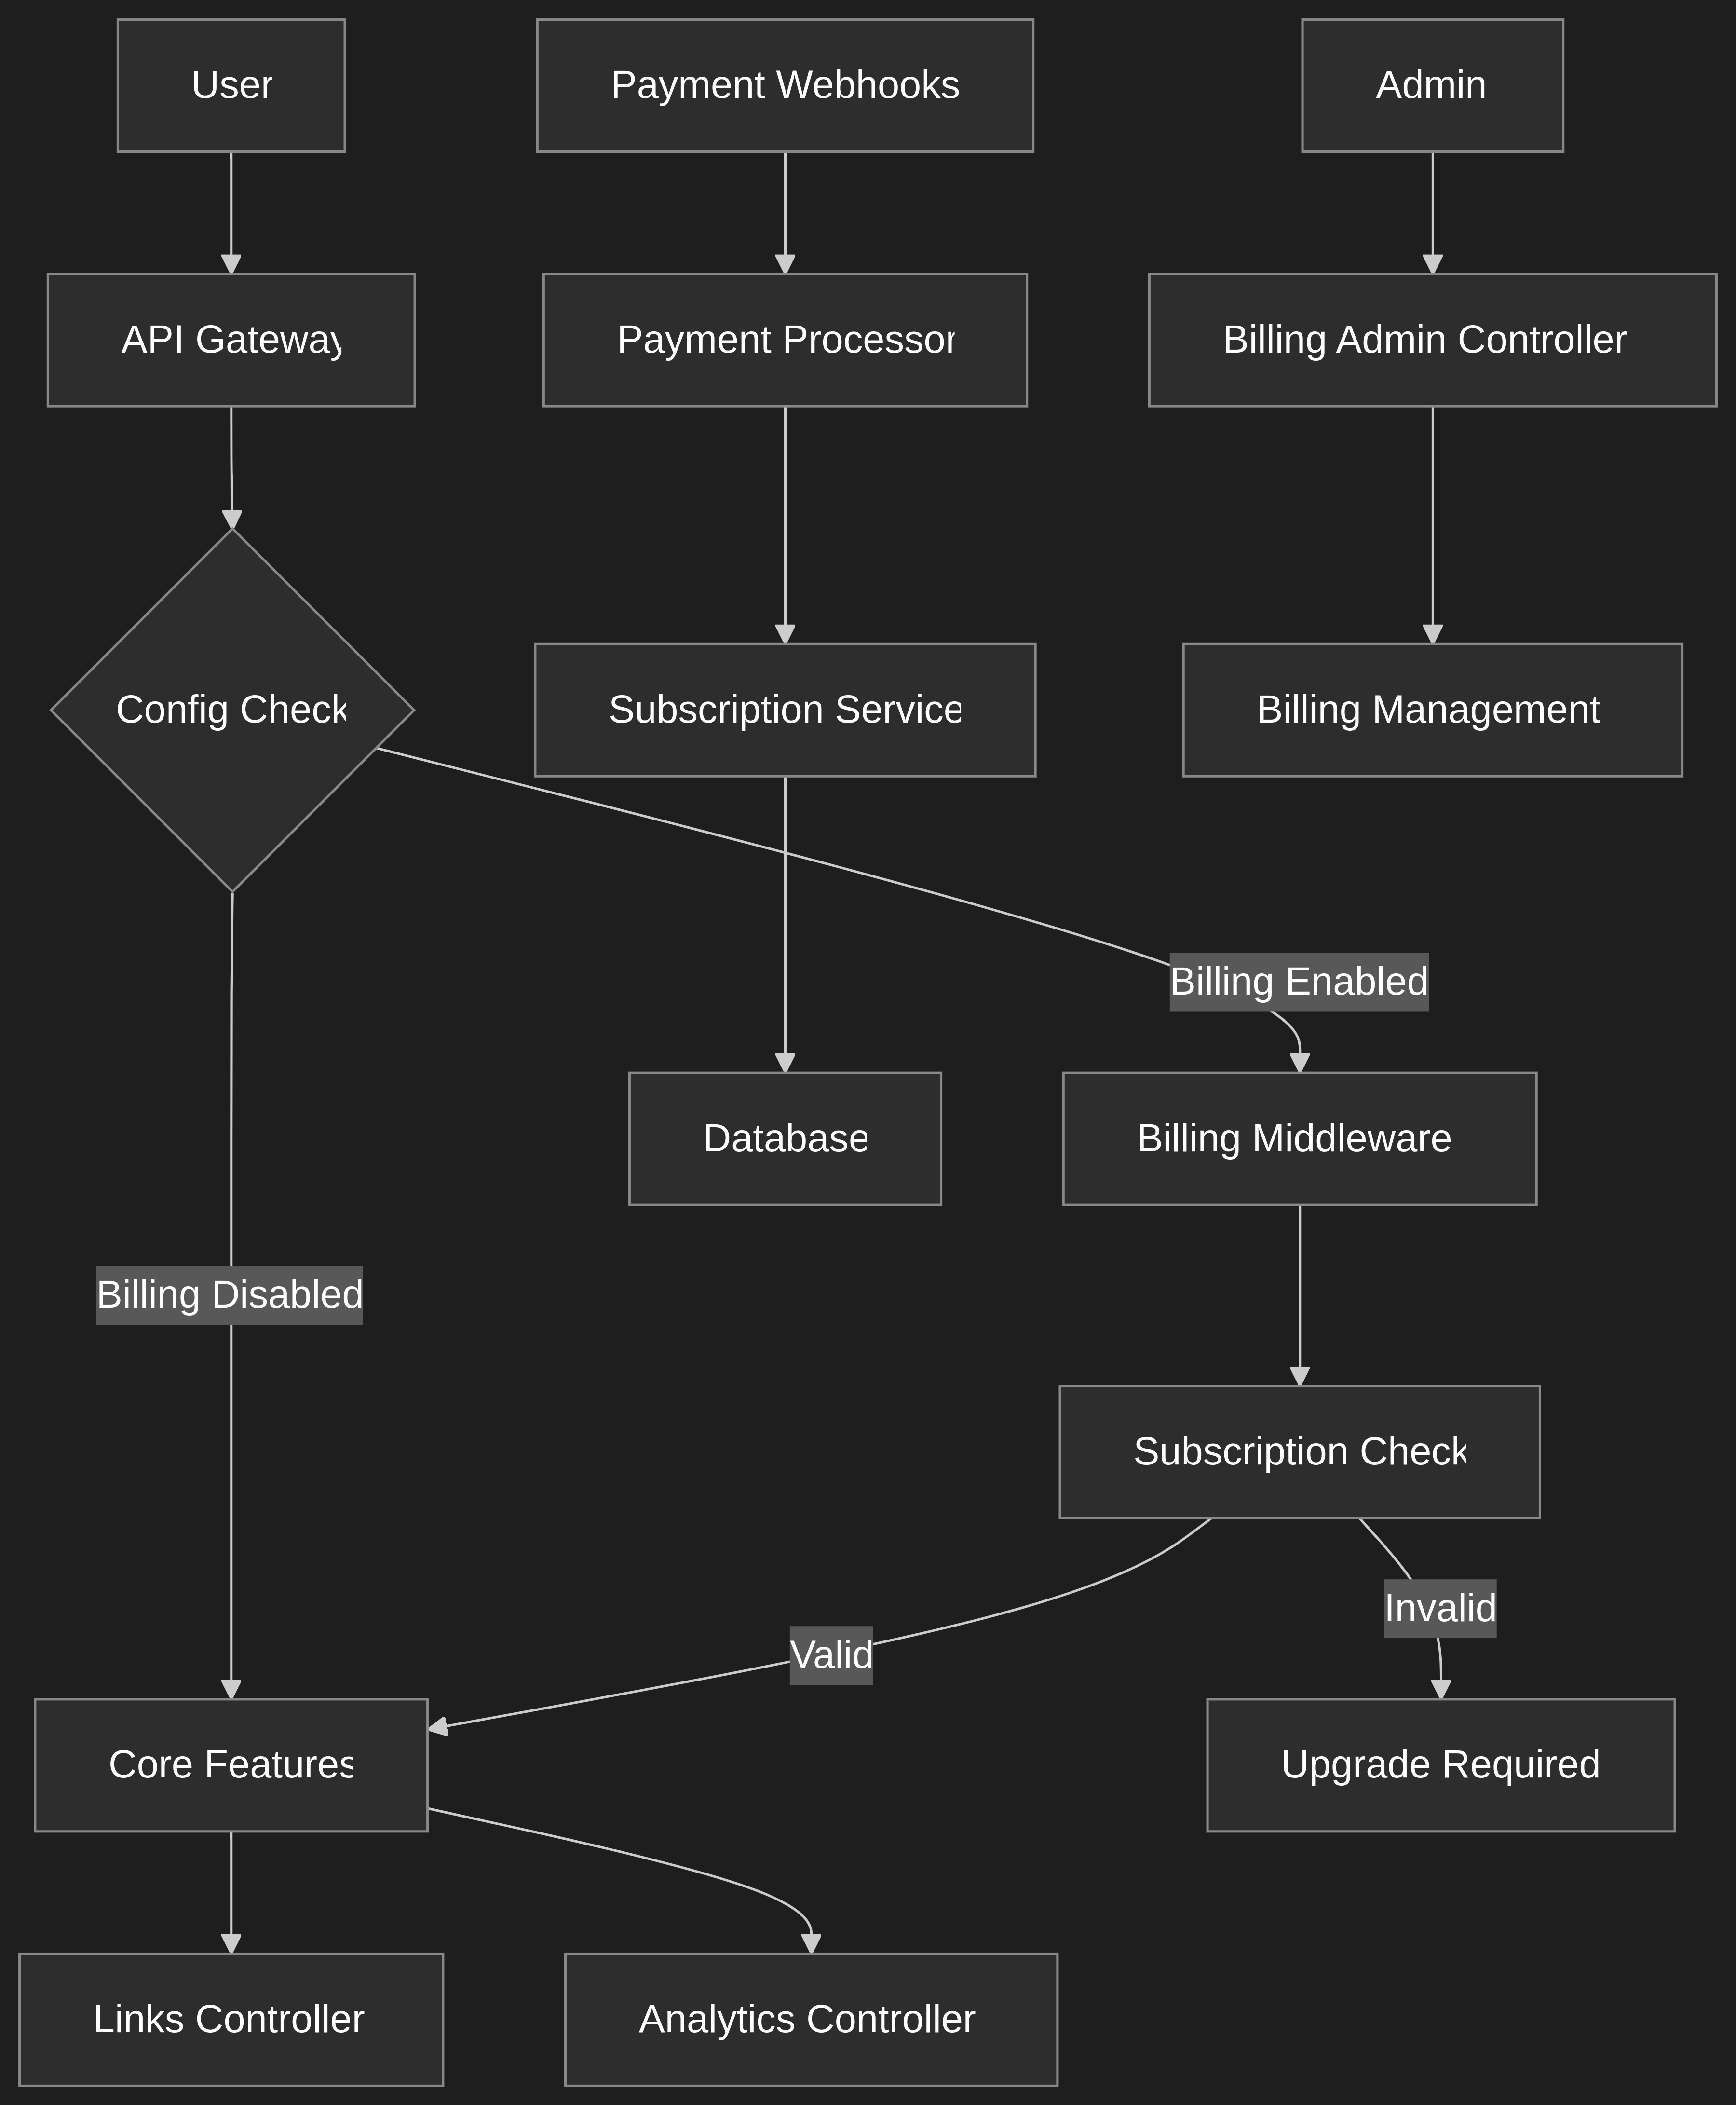 User
Payment Webhooks
Admin
API Gateway
Payment Processor
Billing Admin Controller
Config Check
Subscription Service
Billing Management
Billing Enabled
Database
Billing Middleware
Billing Disabled
Subscription Check
Invalid
Valid
Core Features
Upgrade Required
Links Controller
Analytics Controller